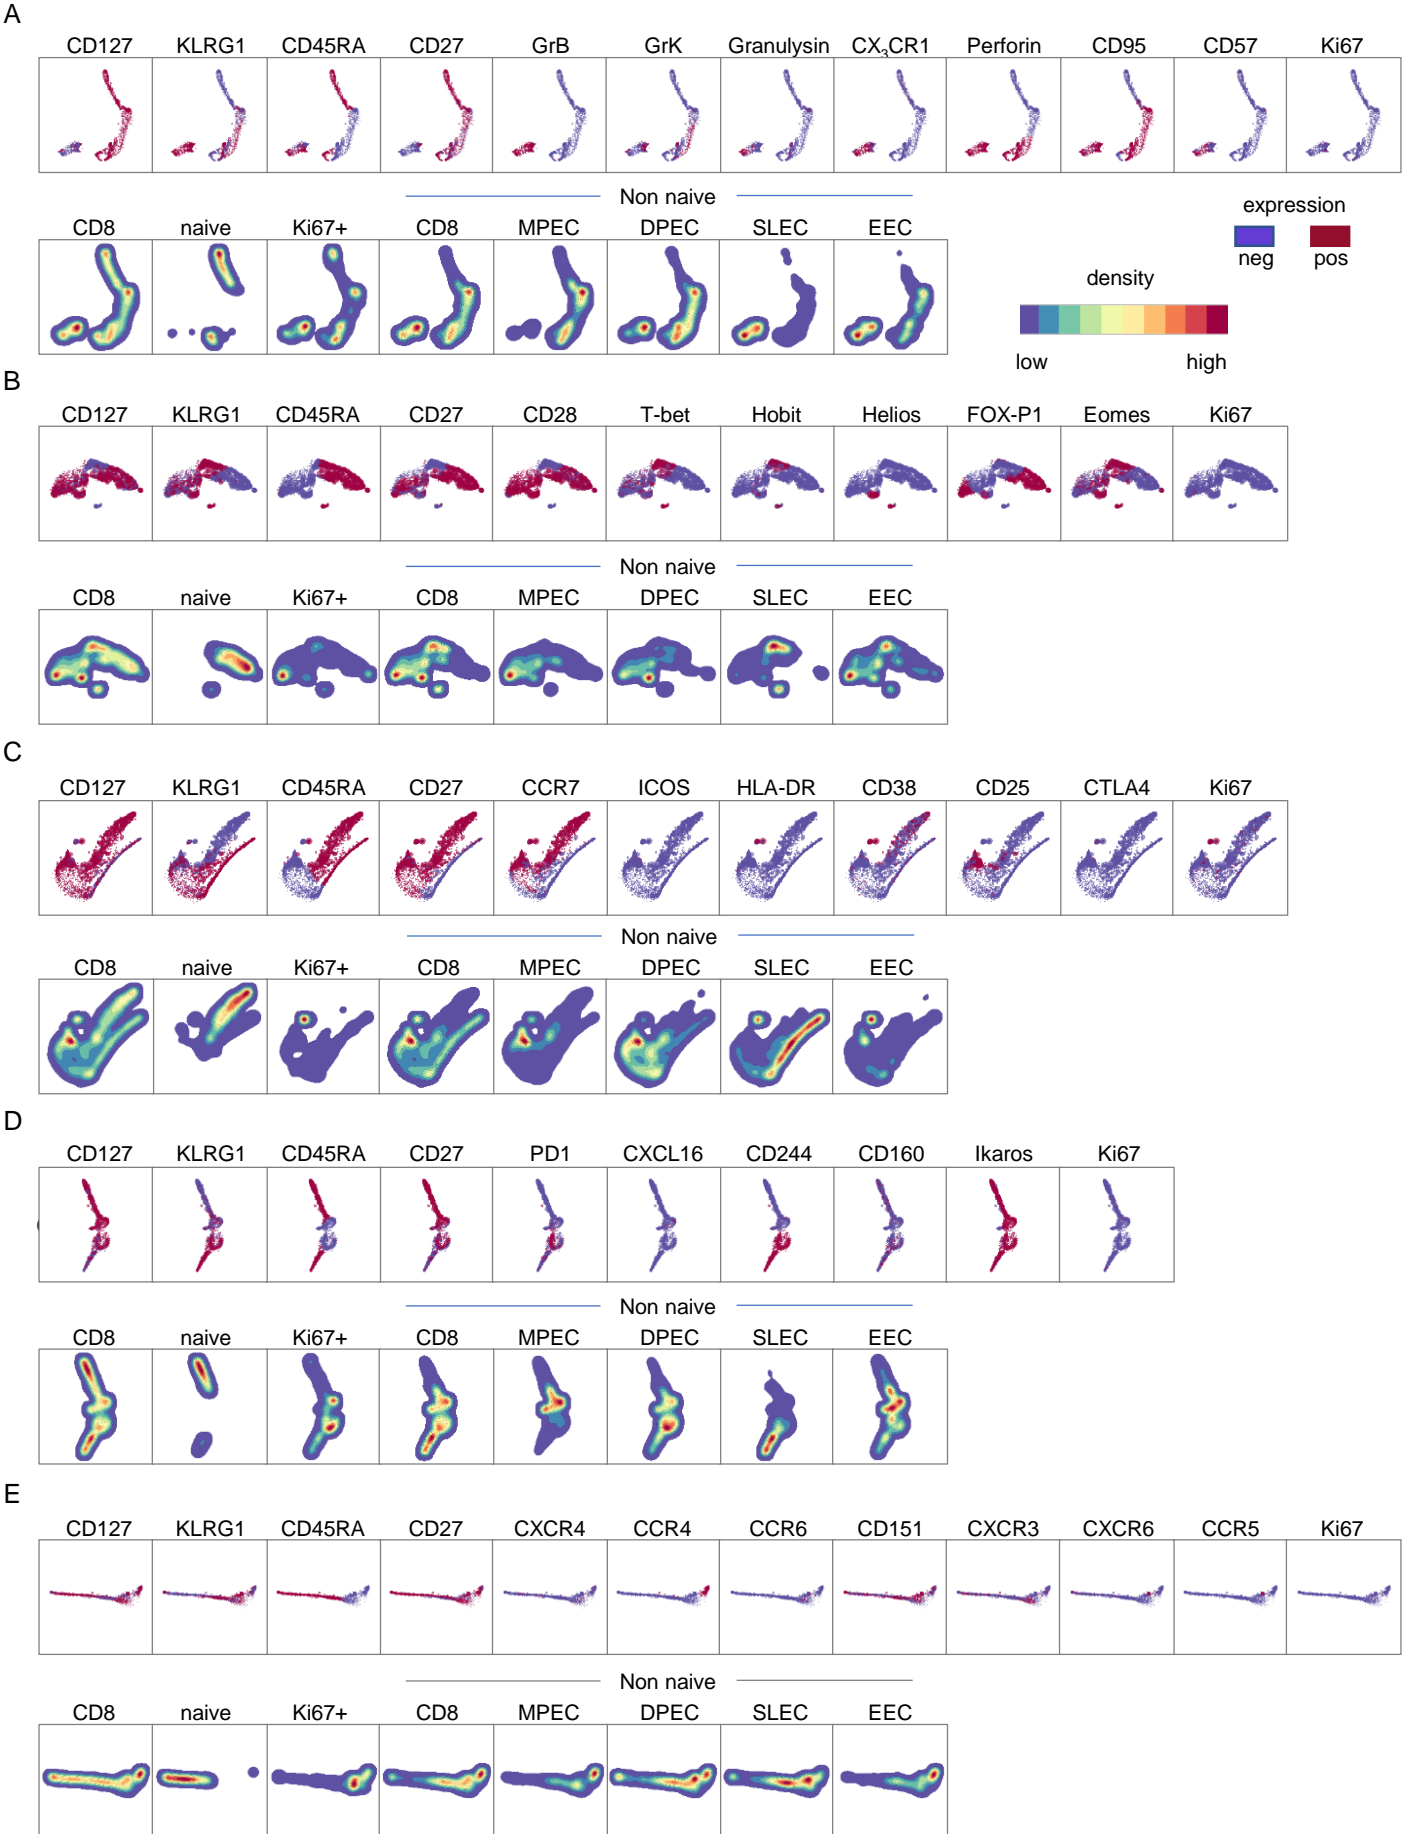 A
CD127 KLRG1 CD45RA CD27 GrB GrK Granulysin CX3CR1 Perforin CD95 CD57 Ki67
Non naive
CD8 naive Ki67+ CD8 MPEC DPEC SLEC EEC
expression
neg pos
density
low high
B
CD127 KLRG1 CD45RA CD27 CD28 T-bet Hobit Helios FOX-P1 Eomes Ki67
Non naive
CD8 naive Ki67+ CD8 MPEC DPEC SLEC EEC
C
CD127 KLRG1 CD45RA CD27 CCR7 ICOS HLA-DR CD38 CD25 CTLA4 Ki67
Non naive
CD8 naive Ki67+ CD8 MPEC DPEC SLEC EEC
D
CD127 KLRG1 CD45RA CD27 PD1 CXCL16 CD244 CD160 Ikaros Ki67
Non naive
CD8 naive Ki67+ CD8 MPEC DPEC SLEC EEC
E
CD127 KLRG1 CD45RA CD27 CXCR4 CCR4 CCR6 CD151 CXCR3 CXCR6 CCR5 Ki67
Non naive
CD8 naive Ki67+ CD8 MPEC DPEC SLEC EEC